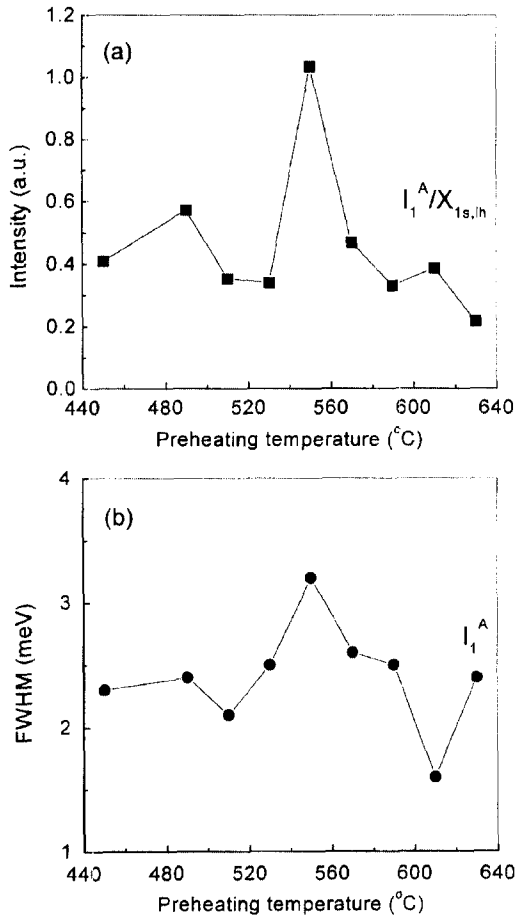 (a)
1.2
1.0
0.8
0.6
0.4
0.2
0.0
Intensity (a.u.)
I₁ᴬ/X₁ₛ,ₗₕ
440 480 520 560 600 640
Preheating temperature (°C)
(b)
4
3
2
1
FWHM (meV)
I₁ᴬ
440 480 520 560 600 640
Preheating temperature (°C)